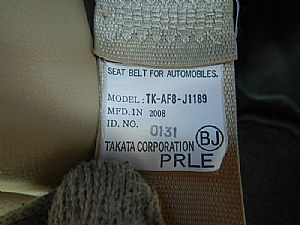 SEAT BELT FOR AUTOMOBILES.
MODEL:TK-AF8-J1189
MFD.IN 2008
ID. NO. 0131
TAKATA CORPORATION BJ
PRLE